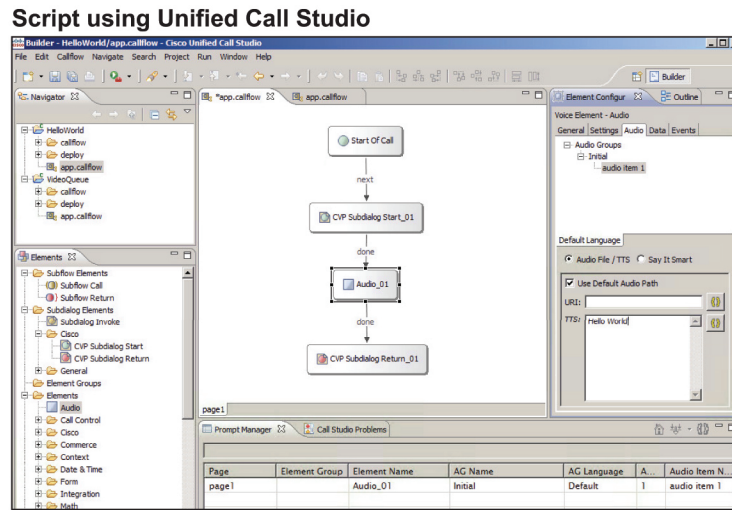 Script using Unified Call Studio
Builder - HelloWorld/app.callflow - Cisco Unified Call Studio
File Edit Callflow Navigate Search Project Run Window Help
Builder
Navigator
HelloWorld
callflow
deploy
app.callflow
VideoQueue
callflow
deploy
app.callflow
Elements
Subflow Elements
Subflow Call
Subflow Return
Subdialog Elements
Subdialog Invoke
Cisco
CVP Subdialog Start
CVP Subdialog Return
General
Element Groups
Elements
Audio
Call Control
Cisco
Commerce
Context
Date & Time
Form
Integration
Math
*app.callflow app.callflow
Start Of Call
next
CVP Subdialog Start_01
done
Audio_01
done
CVP Subdialog Return_01
page1
Element Configur Outline
Voice Element - Audio
General Settings Audio Data Events
Audio Groups
Initial
audio item 1
Default Language
Audio File / TTS Say It Smart
Use Default Audio Path
URI:
TTS: Hello World
Prompt Manager Call Studio Problems
Page Element Group Element Name AG Name AG Language A... Audio Item N...
page1 Audio_01 Initial Default 1 audio item 1